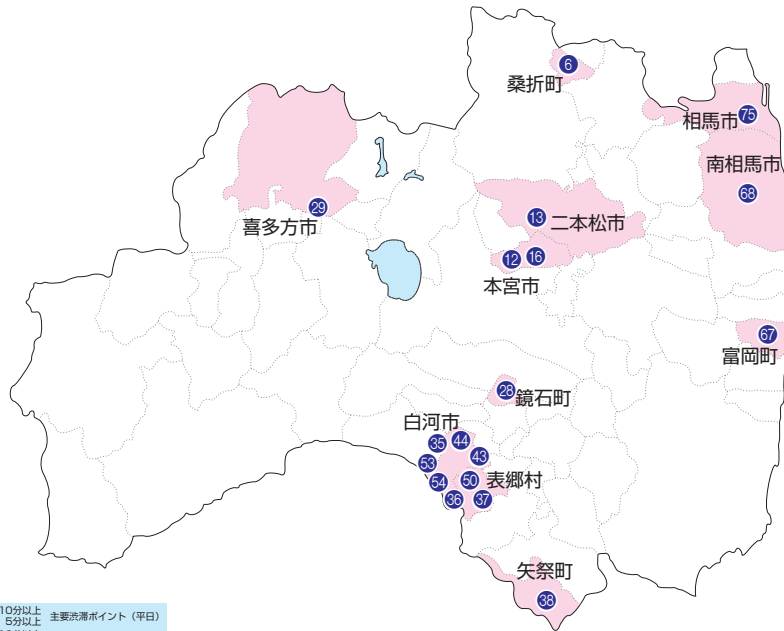 6
桑折町
相馬市 75
南相馬市
68
29
喜多方市
13 二本松市
12 16
本宮市
67
富岡町
28 鏡石町
白河市
35 44
43
53
50 表郷村
54
36 37
矢祭町
38
10分以上
5分以上
主要渋滞ポイント（平日）